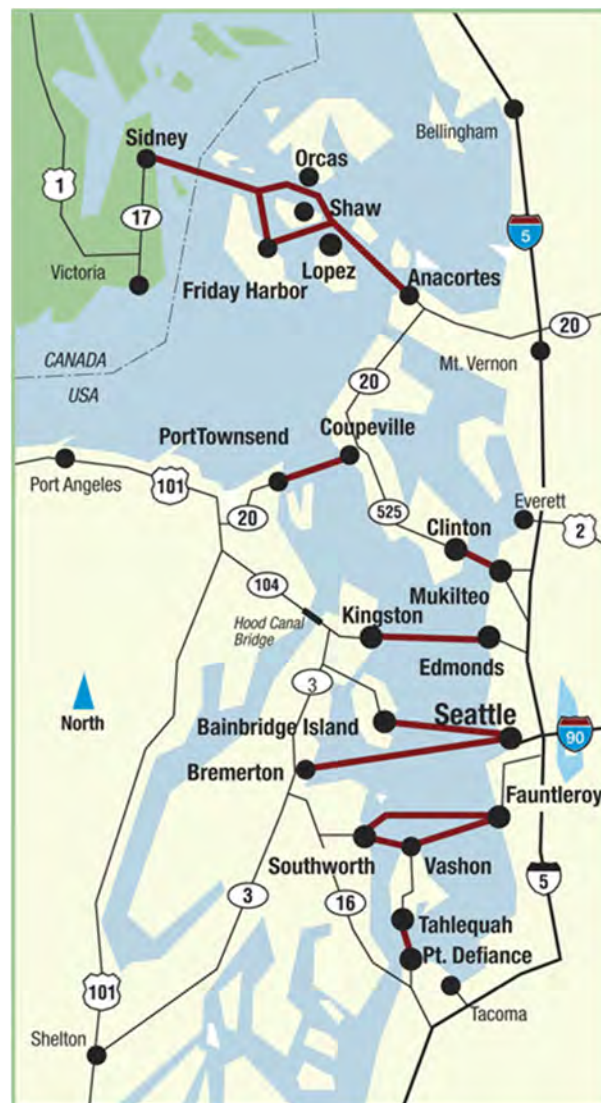 Bellingham
Sidney
Orcas
1
Shaw
17
5
Victoria
Lopez
Friday Harbor
Anacortes
20
CANADA
Mt. Vernon
USA
20
Coupeville
PortTownsend
Port Angeles
101
20
525
Everett
2
Clinton
104
Mukilteo
Hood Canal
Bridge
Kingston
Edmonds
3
North
Bainbridge Island
Seattle
90
Bremerton
Fauntleroy
Southworth
Vashon
5
3
16
Tahlequah
Pt. Defiance
101
Tacoma
Shelton